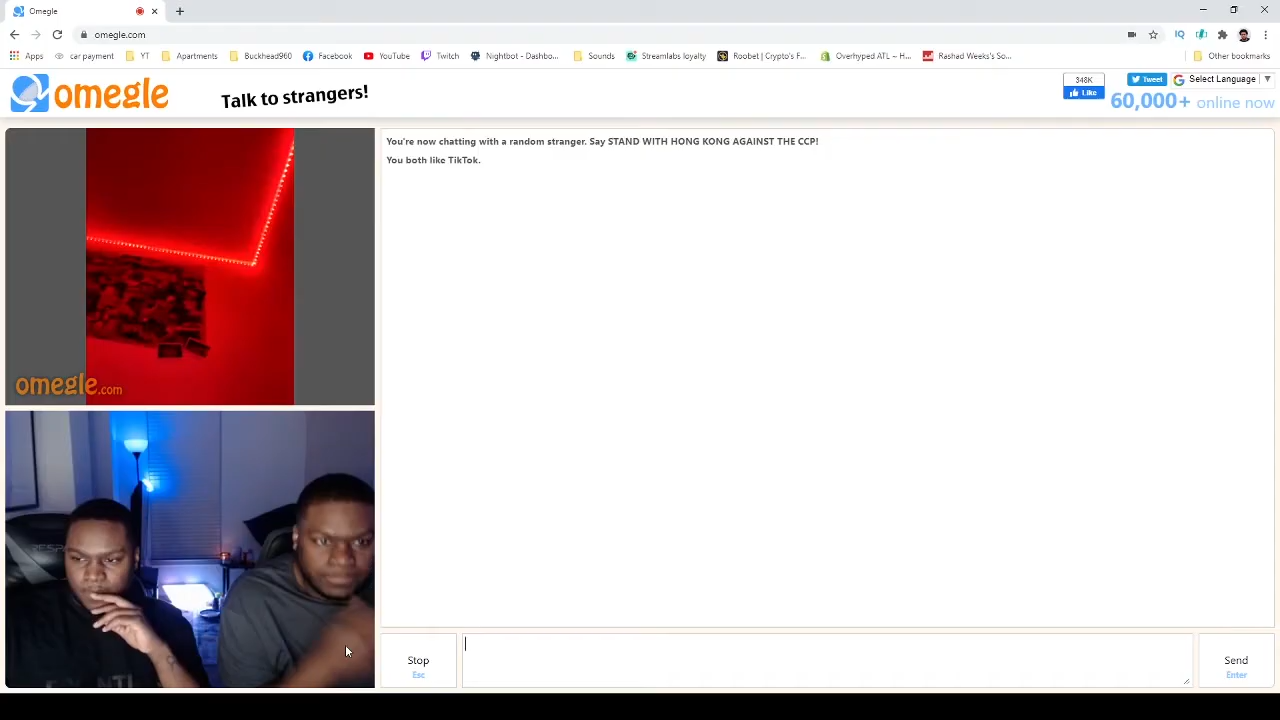 Omegle
omegle.com
Apps
car payment
YT
Apartments
Buckhead960
Facebook
YouTube
Twitch
Nightbot - Dashbo...
Sounds
Streamlabs loyalty
Roobet | Crypto's F...
Overhyped ATL ~ H...
Rashad Weeks's So...
Other bookmarks
omegle
Talk to strangers!
348K
Like
Tweet
Select Language
60,000+ online now
You're now chatting with a random stranger. Say STAND WITH HONG KONG AGAINST THE CCP!
You both like TikTok.
omegle.com
RESP
Stop
Esc
Send
Enter